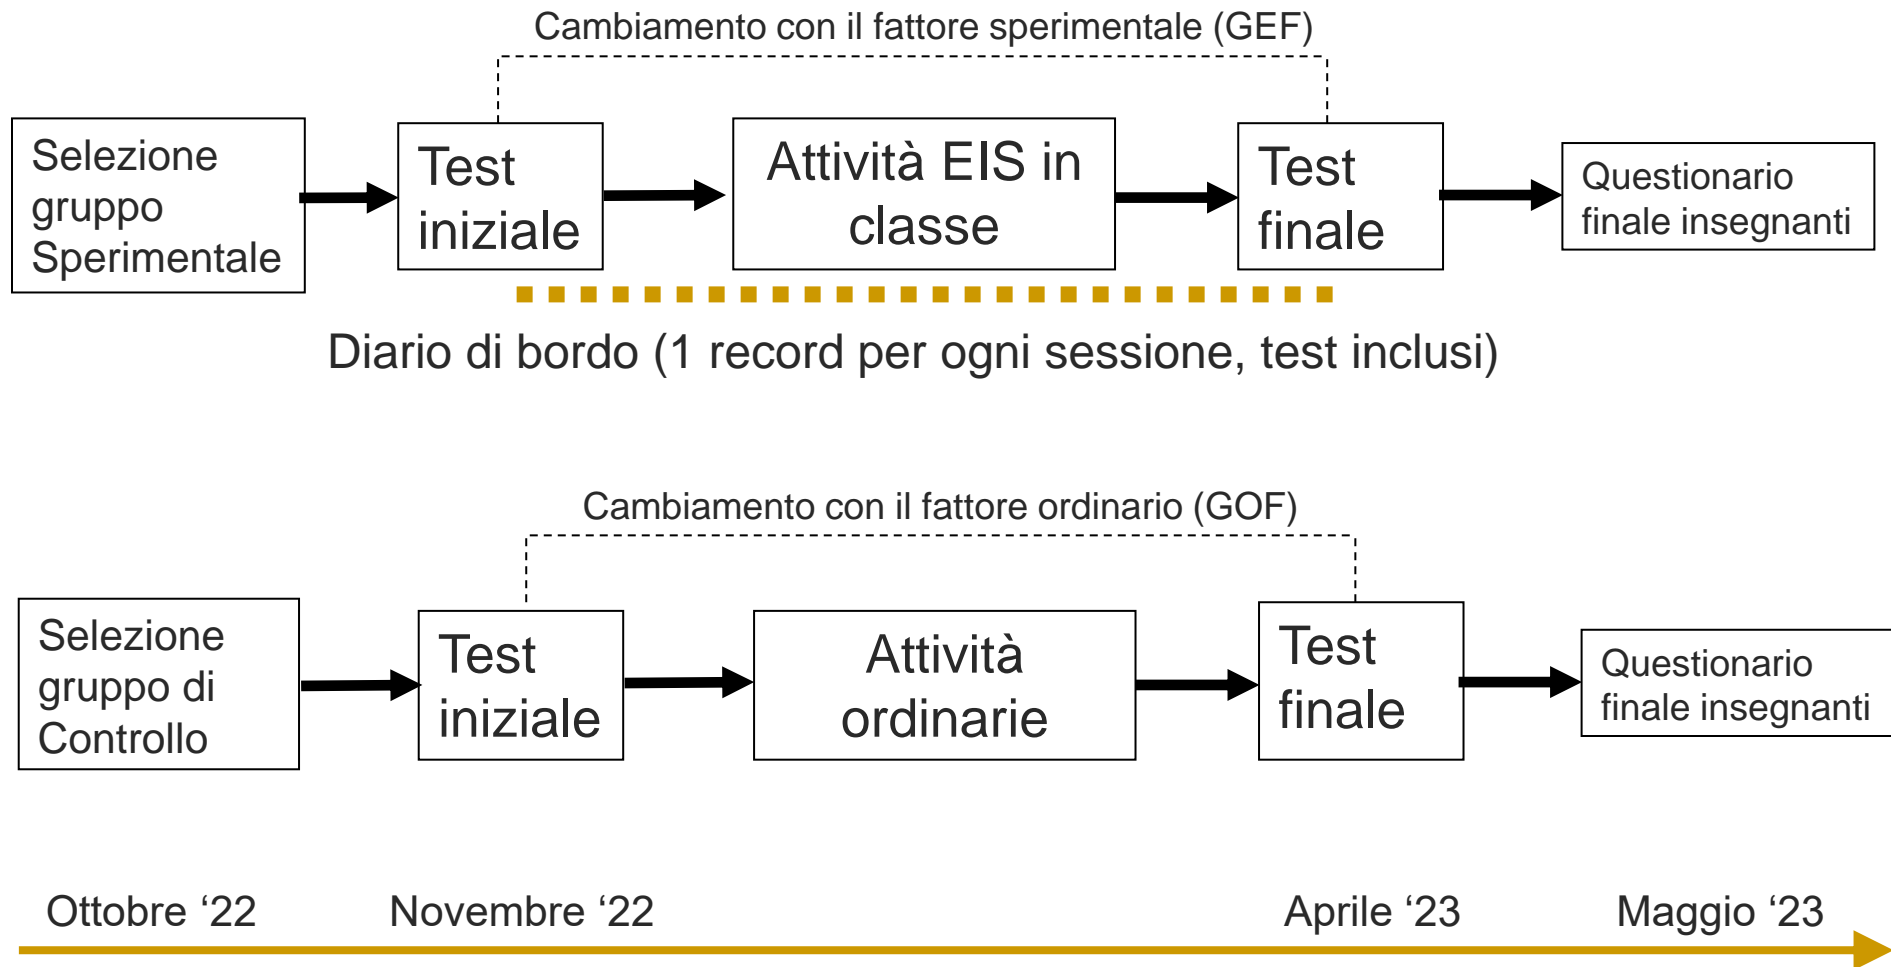 Cambiamento con il fattore sperimentale (GEF)
Selezione
gruppo
Sperimentale
Test
iniziale
Attività EIS in
classe
Test
finale
Questionario
finale insegnanti
Diario di bordo (1 record per ogni sessione, test inclusi)
Cambiamento con il fattore ordinario (GOF)
Selezione
gruppo di
Controllo
Test
iniziale
Attività
ordinarie
Test
finale
Questionario
finale insegnanti
Ottobre ‘22
Novembre ‘22
Aprile ‘23
Maggio ‘23